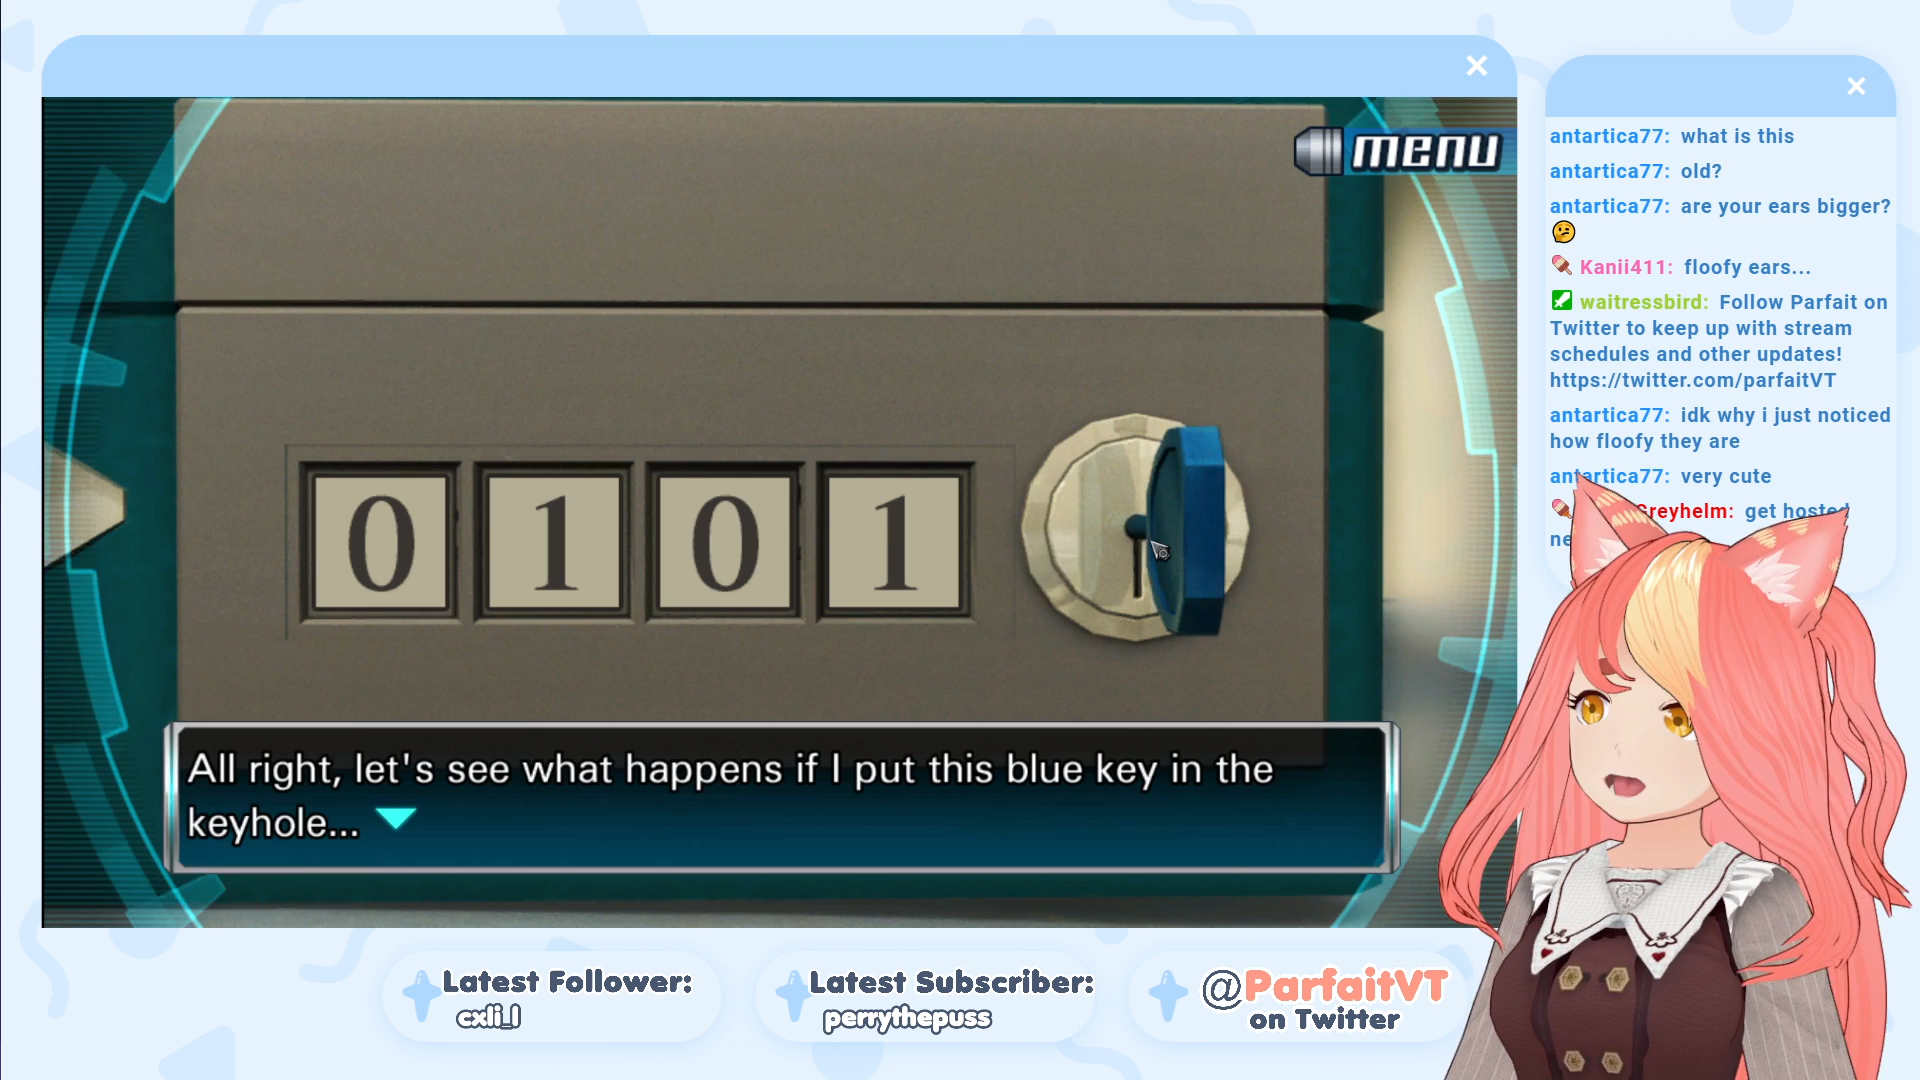 menu
0 1 0 1
All right, let's see what happens if I put this blue key in the
keyhole...
antartica77: what is this
antartica77: old?
antartica77: are your ears bigger?
Kanii411: floofy ears...
waitressbird: Follow Parfait on
Twitter to keep up with stream
schedules and other updates!
https://twitter.com/parfaitVT
antartica77: idk why i just noticed
how floofy they are
antartica77: very cute
Greyhelm: get hosted
Latest Follower:
cxli_l
Latest Subscriber:
perrythepuss
@ParfaitVT
on Twitter